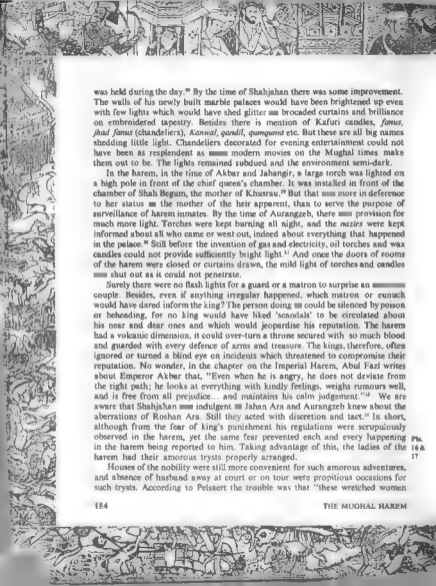 was held during the day.²⁹ By the time of Shahjahan there was some improvement.
The walls of his newly built marble palaces would have been brightened up even
with few lights which would have shed glitter brocaded curtains and brilliance
on embroidered tapestry. Besides there is mention of Kafuri candles, fanus,
jhad fanus (chandeliers), Kanwal, qandil, qumquma etc. But these are all big names
shedding little light. Chandeliers decorated for evening entertainment could not
have been as resplendent as modern movies on the Mughal times make
them out to be. The lights remained subdued and the environment semi-dark.
In the harem, in the time of Akbar and Jahangir, a large torch was lighted on
a high pole in front of the chief queen's chamber. It was installed in front of the
chamber of Shah Begum, the mother of Khusrau. But that more in deference
to her status the mother of the heir apparent, than to serve the purpose of
surveillance of harem inmates. By the time of Aurangzeb, there provision for
much more light. Torches were kept burning all night, and the nazirs were kept
informed about all who came or went out, indeed about everything that happened
in the palace. Still before the invention of gas and electricity, oil torches and wax
candles could not provide sufficiently bright light. And once the doors of rooms
of the harem were closed or curtains drawn, the mild light of torches and candles
shut out as it could not penetrate.
Surely there were no flash lights for a guard or a matron to surprise an
couple. Besides, even if anything irregular happened, which matron or eunuch
would have dared inform the king? The person doing could be silenced by poison
or beheading, for no king would have liked 'scandals' to be circulated about
his near and dear ones and which would jeopardise his reputation. The harem
had a volcanic dimension, it could over-turn a throne secured with so much blood
and guarded with every defence of arms and treasure. The kings, therefore, often
ignored or turned a blind eye on incidents which threatened to compromise their
reputation. No wonder, in the chapter on the Imperial Harem, Abul Fazl writes
about Emperor Akbar that, "Even when he is angry, he does not deviate from
the right path; he looks at everything with kindly feelings, weighs rumours well,
and is free from all prejudice... and maintains his calm judgement." We are
aware that Shahjahan indulgent Jahan Ara and Aurangzeb knew about the
aberrations of Roshan Ara. Still they acted with discretion and tact. In short,
although from the fear of king's punishment his regulations were scrupulously
observed in the harem, yet the same fear prevented each and every happening
in the harem being reported to him. Taking advantage of this, the ladies of the
harem had their amorous trysts properly arranged.
Pls.
16 &
17
Houses of the nobility were still more convenient for such amorous adventures,
and absence of husband away at court or on tour were propitious occasions for
such trysts. According to Pelsaert the trouble was that "these wretched women
184
THE MUGHAL HAREM